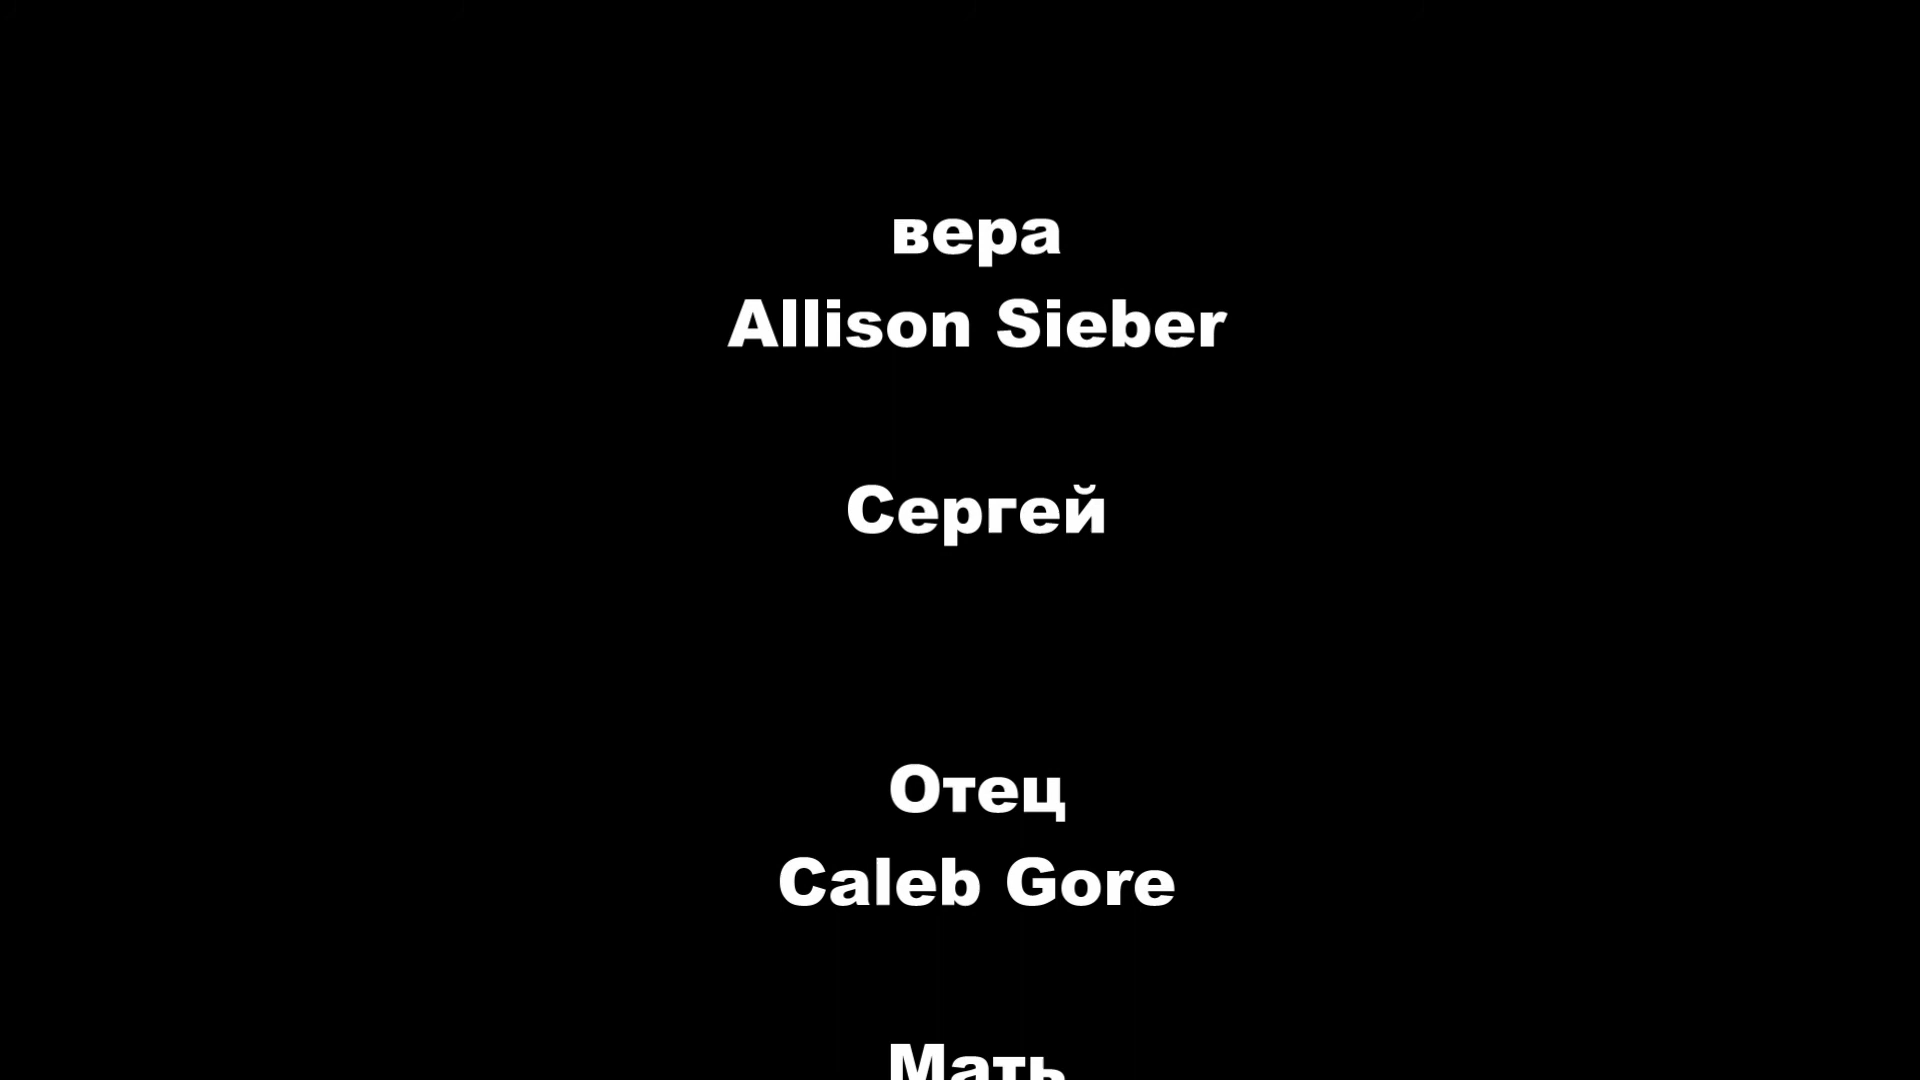 вера
Allison Sieber
Сергей
Отец
Caleb Gore
Мать